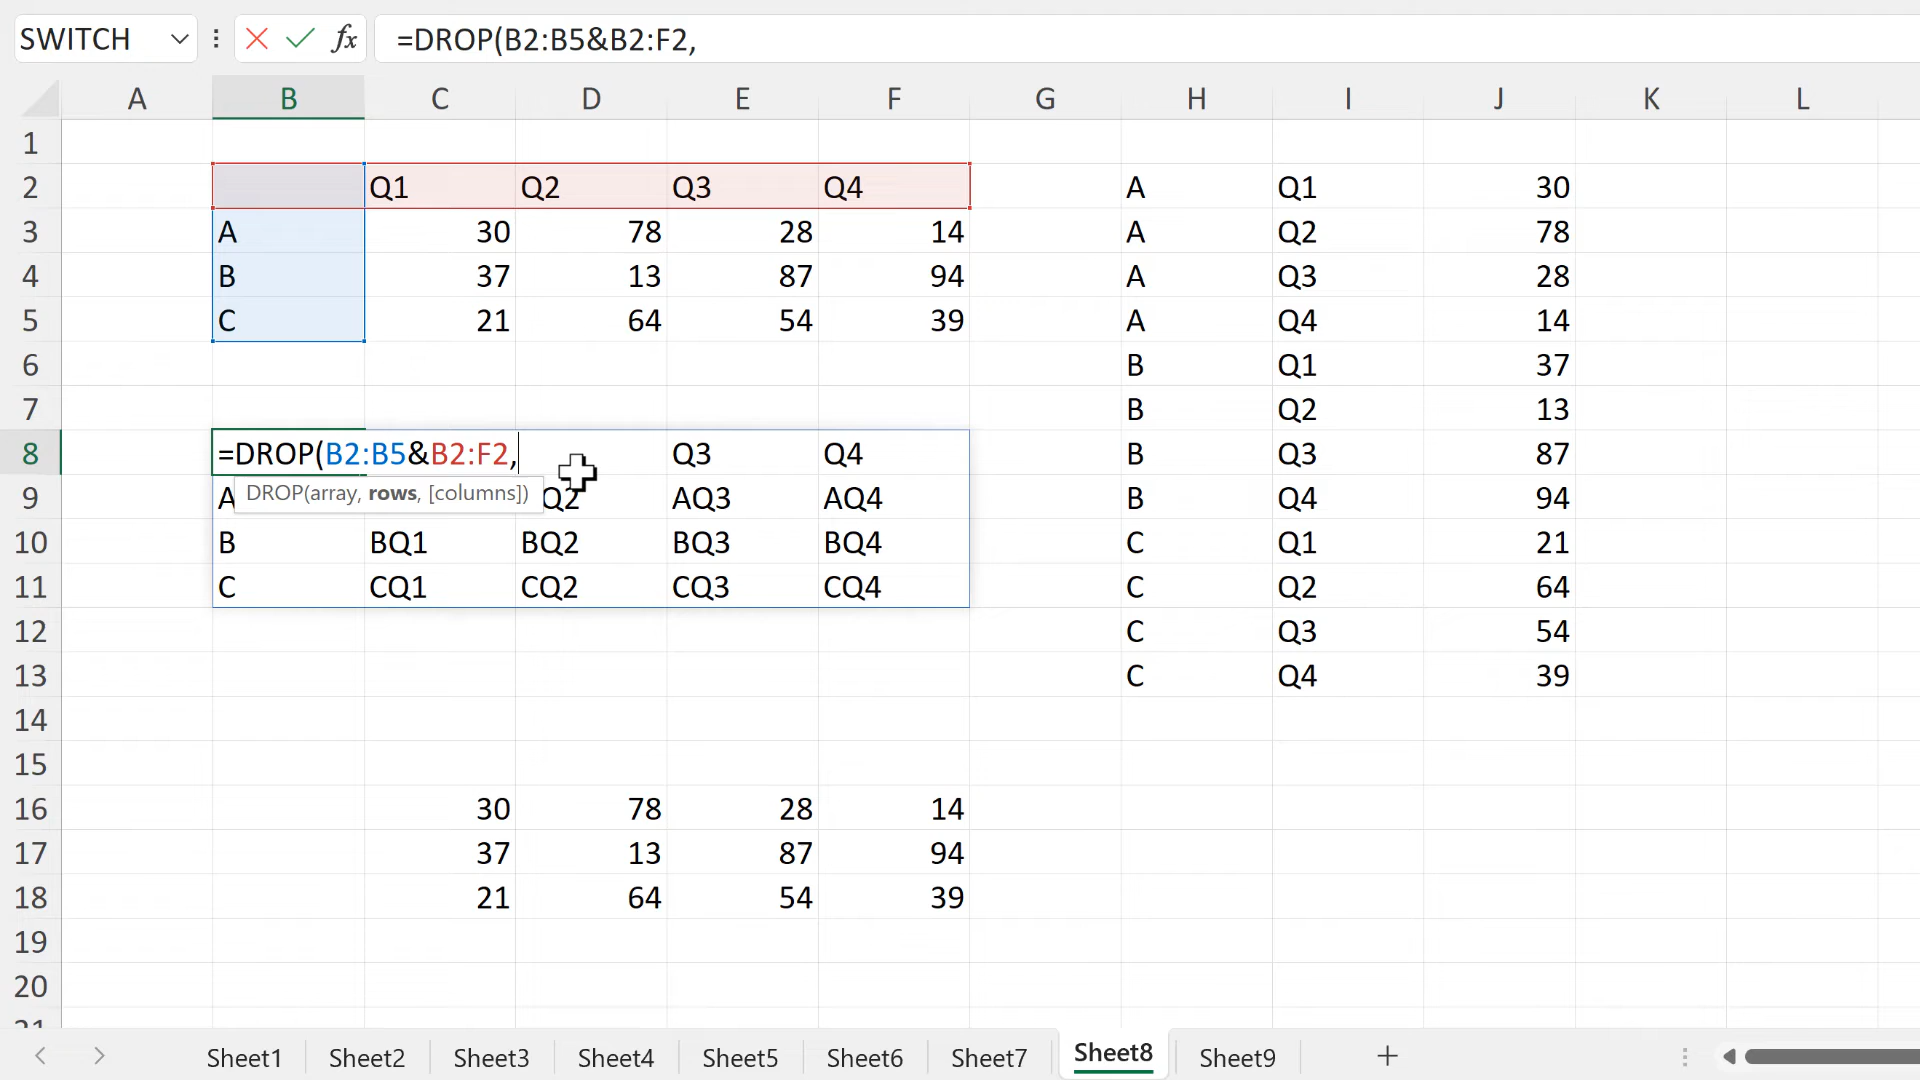 SWITCH fx =DROP(B2:B5&B2:F2,
A B C D E F G H I J K L
1
2 Q1 Q2 Q3 Q4 A Q1 30
3 A 30 78 28 14 A Q2 78
4 B 37 13 87 94 A Q3 28
5 C 21 64 54 39 A Q4 14
6 B Q1 37
7 B Q2 13
8 =DROP(B2:B5&B2:F2, Q3 Q4 B Q3 87
DROP(array, rows, [columns])
9 A Q2 AQ3 AQ4 B Q4 94
10 B BQ1 BQ2 BQ3 BQ4 C Q1 21
11 C CQ1 CQ2 CQ3 CQ4 C Q2 64
12 C Q3 54
13 C Q4 39
14
15
16 30 78 28 14
17 37 13 87 94
18 21 64 54 39
19
20
21
Sheet1 Sheet2 Sheet3 Sheet4 Sheet5 Sheet6 Sheet7 Sheet8 Sheet9 +